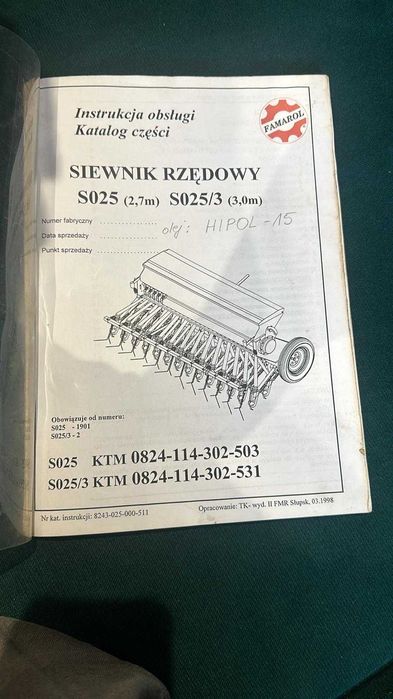 Instrukcja obsługi
Katalog części
FAMAROL
SIEWNIK RZĘDOWY
S025 (2,7m) S025/3 (3,0m)
Numer fabryczny ....................
Data sprzedaży ....................
Punkt sprzedaży ....................
olej: HIPOL-15
Obowiązuje od numeru:
S025 - 1901
S025/3 - 2
S025 KTM 0824-114-302-503
S025/3 KTM 0824-114-302-531
Nr kat. instrukcji: 8243-025-000-511
Opracowanie: TK- wyd. II FMR Słupsk, 03.1998